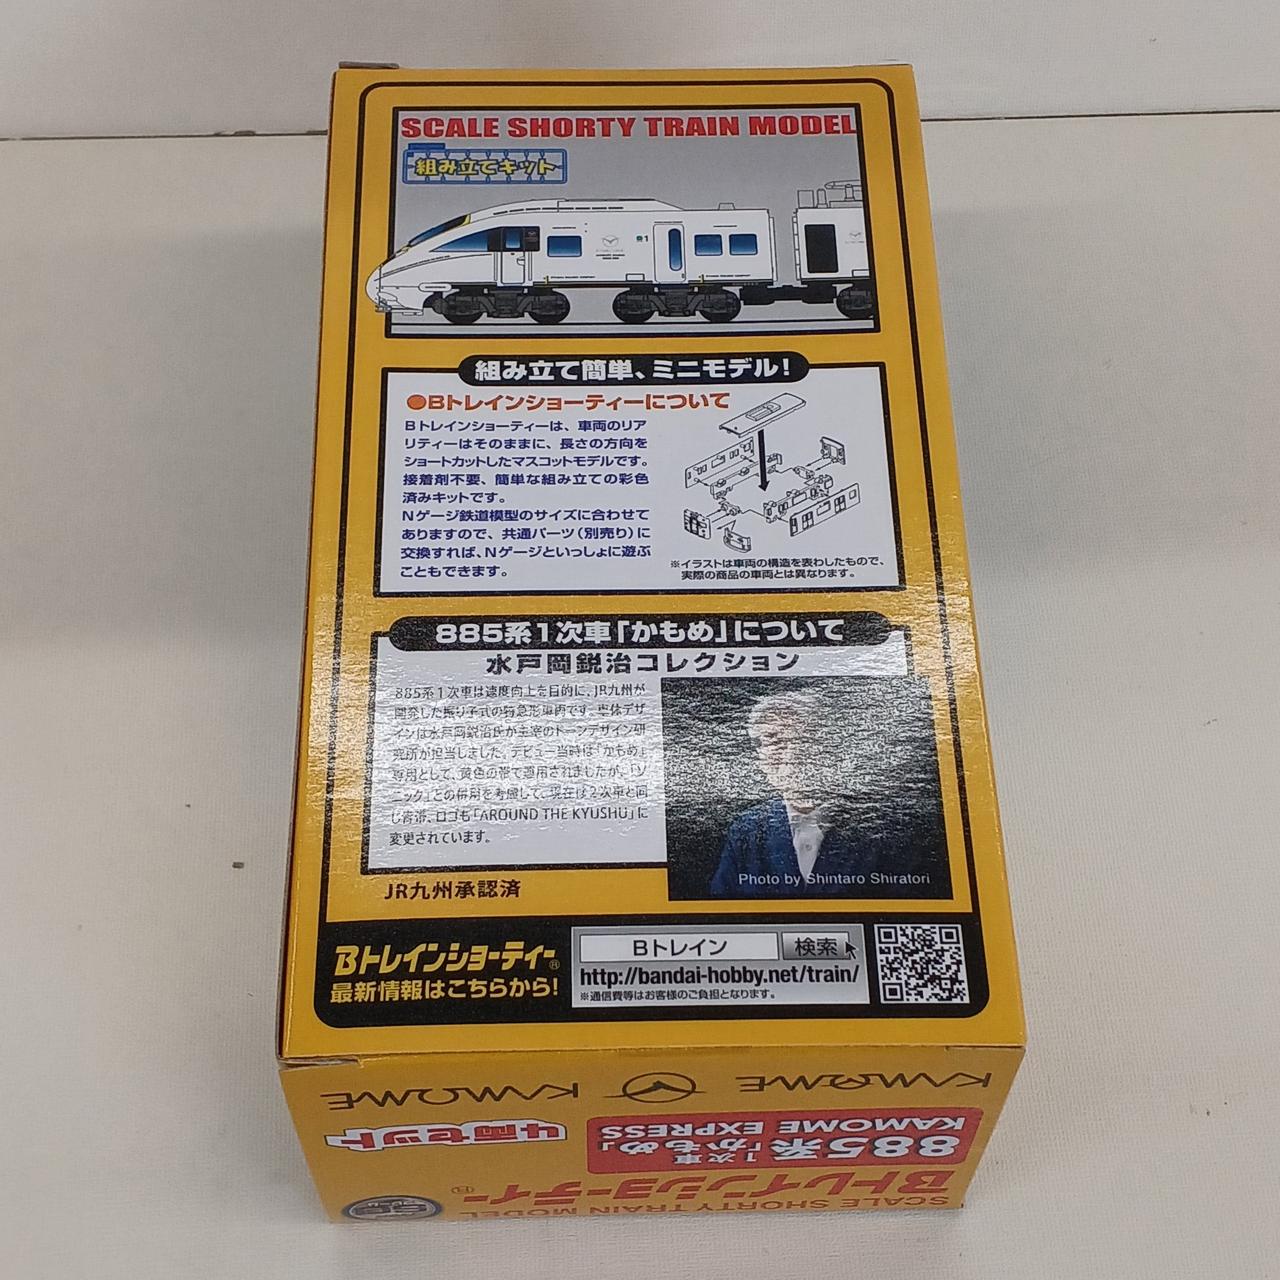 SCALE SHORTY TRAIN MODEL
組み立てキット
組み立て簡単、ミニモデル!
●Bトレインショーティーについて
Bトレインショーティーは、車両のリア
リティーはそのままに、長さの方向を
ショートカットしたマスコットモデルです。
接着剤不要、簡単な組み立ての彩色
済みキットです。
Nゲージ鉄道模型のサイズに合わせて
ありますので、共通パーツ(別売り)に
交換すれば、Nゲージといっしょに遊ぶ
こともできます。
※イラストは車両の構造を表わしたもので、
実際の商品の車両とは異なります。
885系1次車「かもめ」について
水戸岡鋭治コレクション
885系1次車は速度向上を目的に、JR九州が
開発した振り子式の特急形車両です。車体デザ
インは水戸岡鋭治氏が主宰のドーンデザイン研
究所が担当しました。デビュー当時は「かもめ」
専用として、黄色の帯で運用されましたが、「ソ
ニック」との併用を考慮して、現在は2次車と同
じ青帯、ロゴも「AROUND THE KYUSHU」に
変更されています。
Photo by Shintaro Shiratori
JR九州承認済
Bトレインショーティー®
最新情報はこちらから!
Bトレイン 検索
http://bandai-hobby.net/train/
※通信費等はお客様のご負担となります。
KAMOME KAMOME
4両セット
885系 1次車「かもめ」
KAMOME EXPRESS
Bトレインショーティー®
SCALE SHORTY TRAIN MODEL